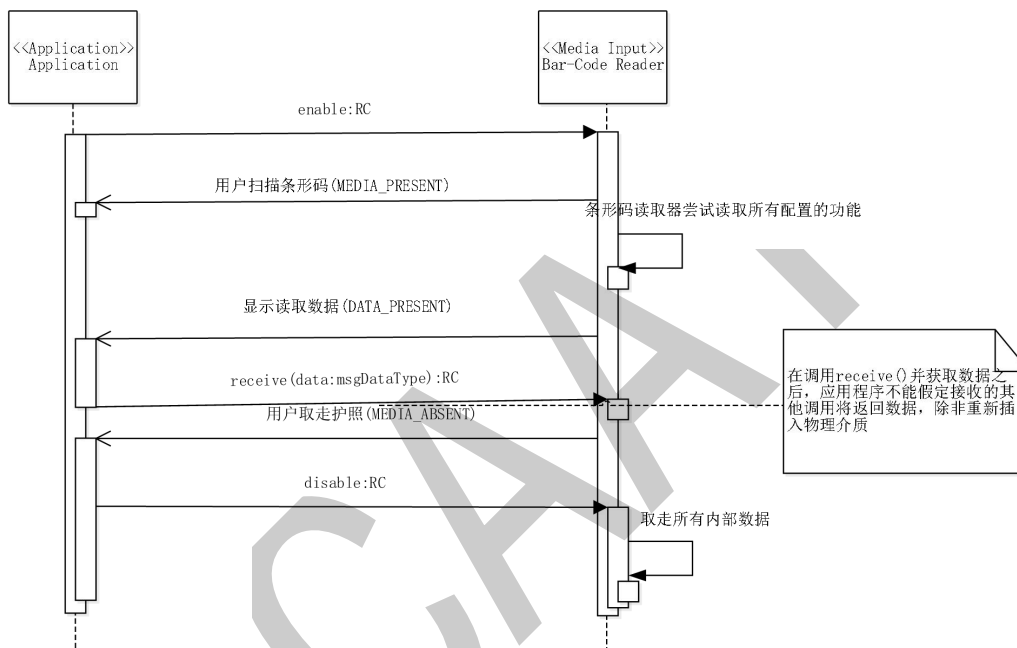 <<Application>>
Application
<<Media Input>>
Bar-Code Reader
enable:RC
用户扫描条形码(MEDIA_PRESENT)
条形码读取器尝试读取所有配置的功能
显示读取数据(DATA_PRESENT)
receive(data:msgDataType):RC
在调用receive()并获取数据之
后，应用程序不能假定接收的其
他调用将返回数据，除非重新插
入物理介质
用户取走护照(MEDIA_ABSENT)
disable:RC
取走所有内部数据
CAA